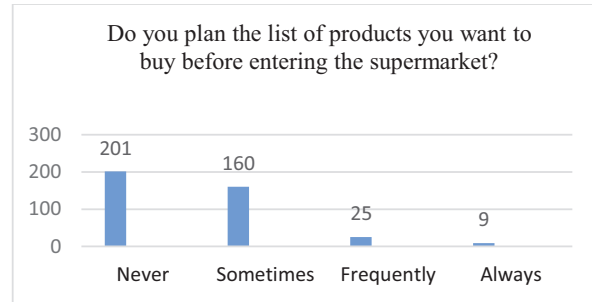 Do you plan the list of products you want to
buy before entering the supermarket?
300
200
100
0
201
160
25
9
Never Sometimes Frequently Always